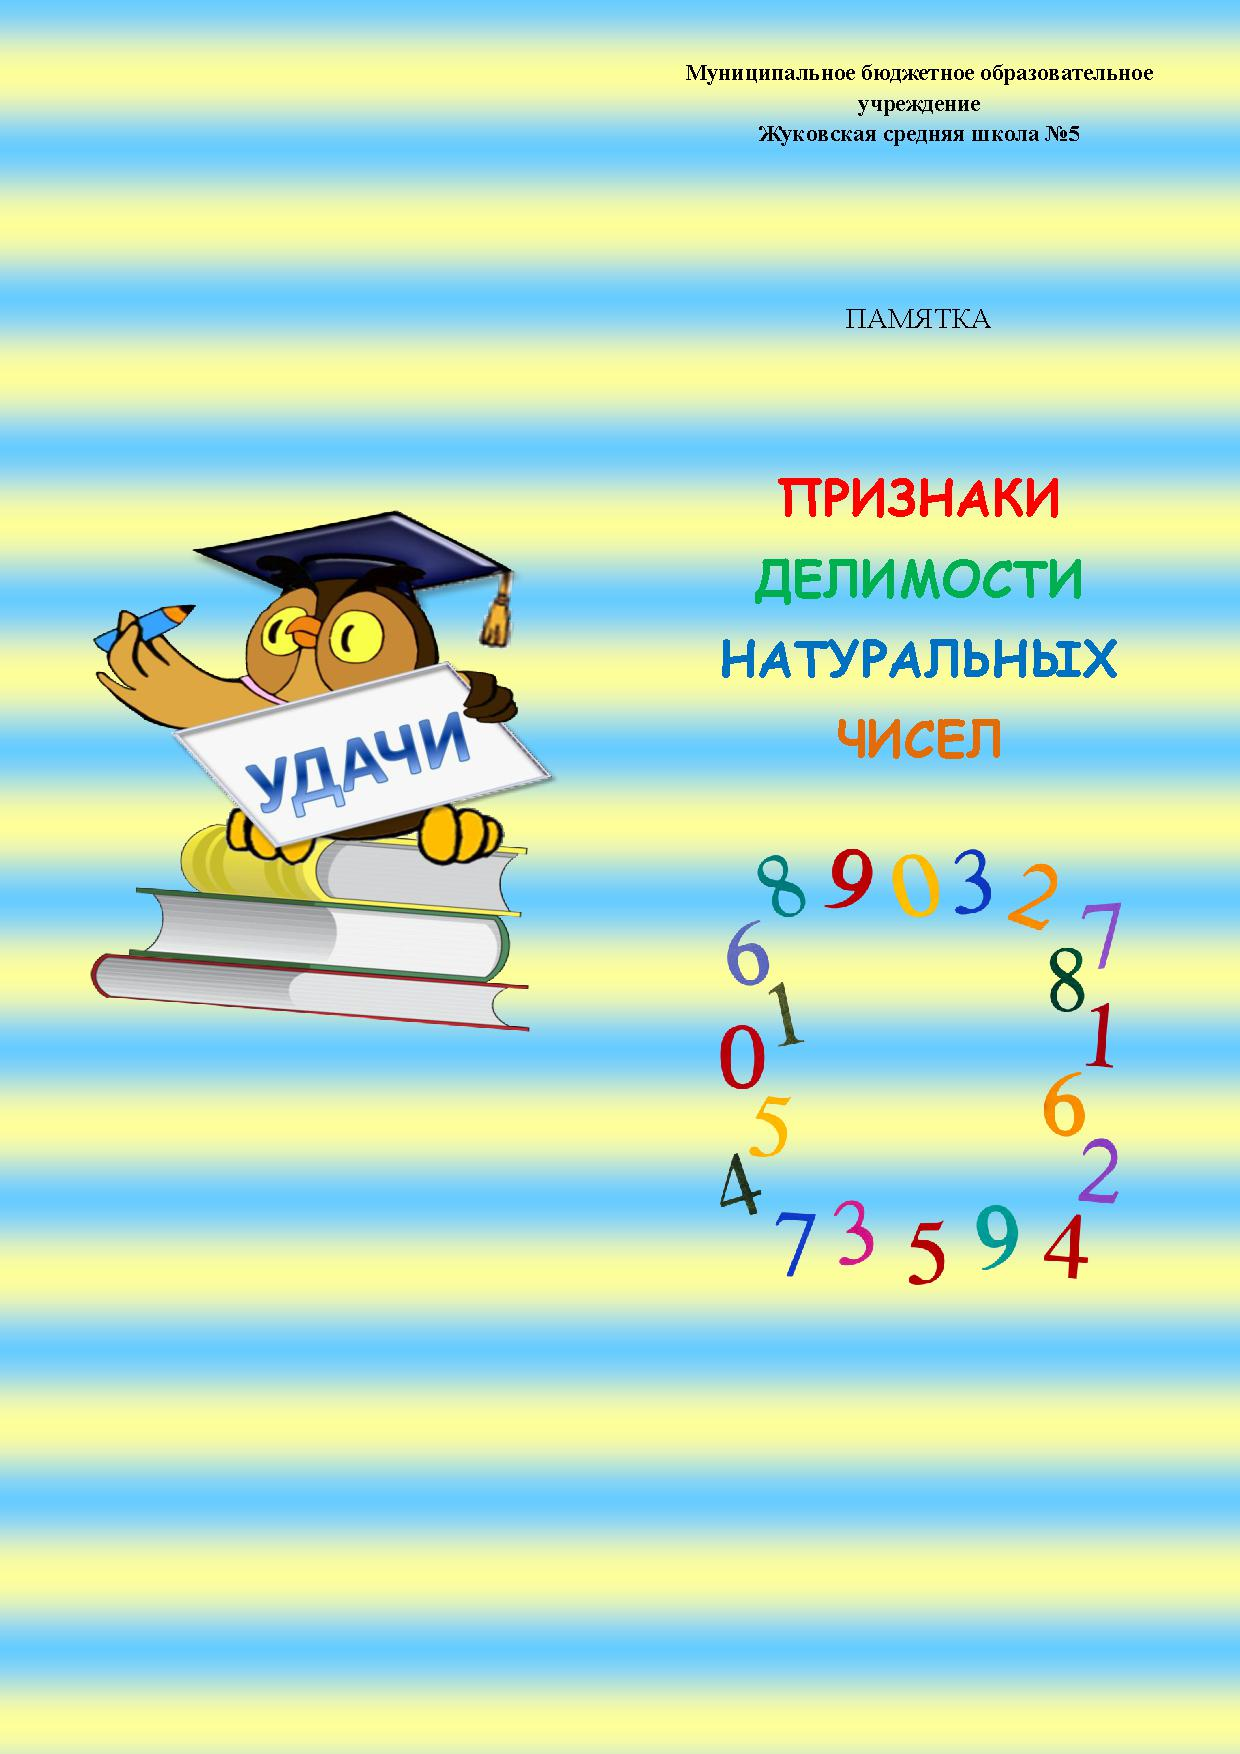 Муниципальное бюджетное образовательное
учреждение
Жуковская средняя школа №5
ПАМЯТКА
ПРИЗНАКИ
ДЕЛИМОСТИ
НАТУРАЛЬНЫХ
ЧИСЕЛ
УДАЧИ
8 9 0 3 2 7
6 8
1 1
0 6
5 2
4
7 3 5 9 4